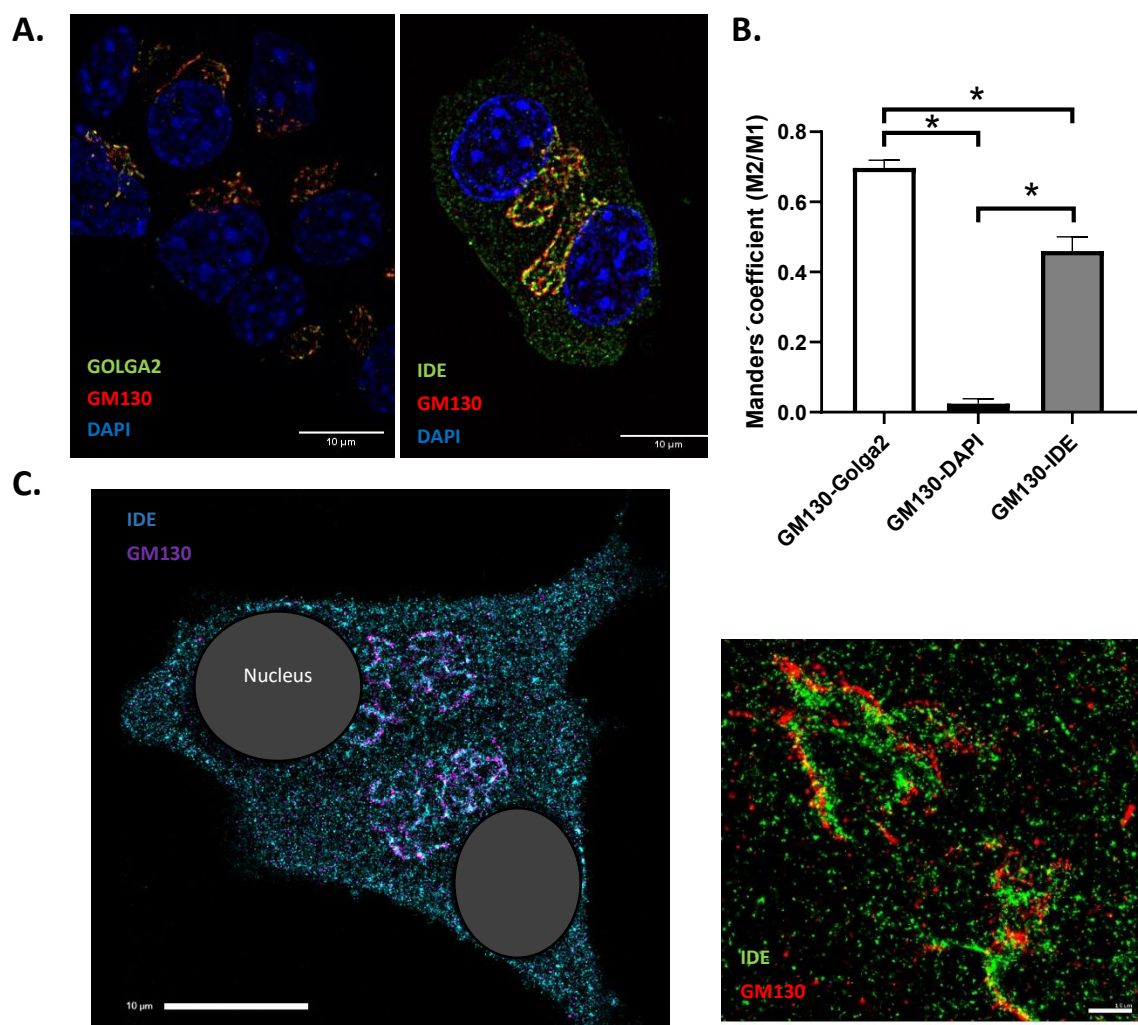 A.
GOLGA2
GM130
DAPI
10 µm
IDE
GM130
DAPI
10 µm
B.
*
*
*
Manders´coefficient (M2/M1)
0.8
0.6
0.4
0.2
0.0
GM130-Golga2
GM130-DAPI
GM130-IDE
C.
IDE
GM130
Nucleus
10 µm
IDE
GM130